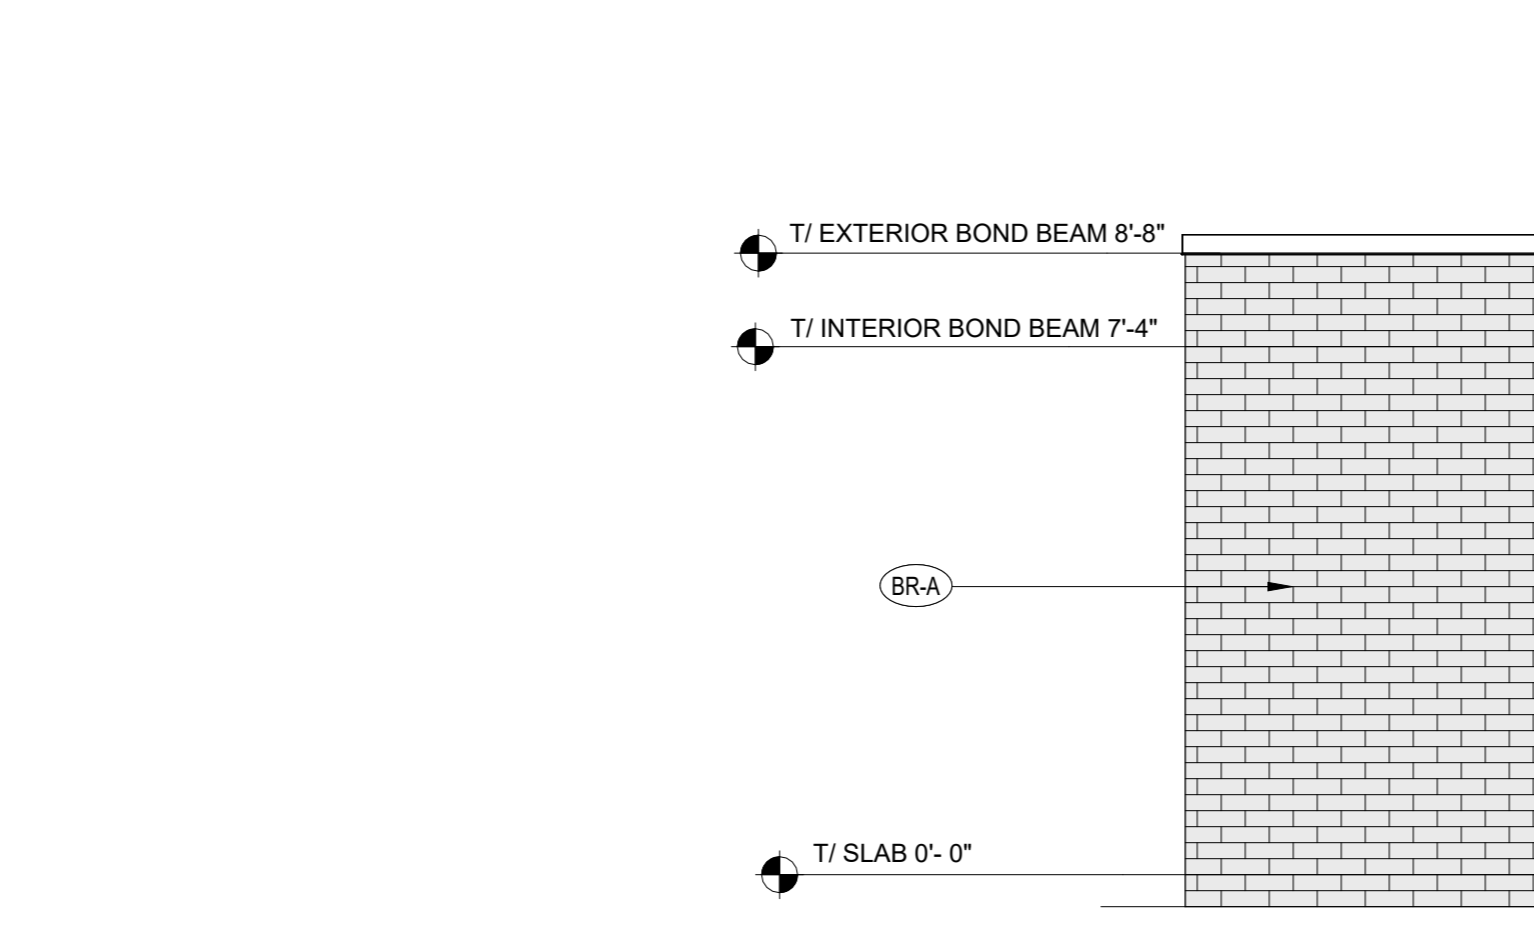 T/ EXTERIOR BOND BEAM 8'-8"
T/ INTERIOR BOND BEAM 7'-4"
BR-A
T/ SLAB 0'- 0"